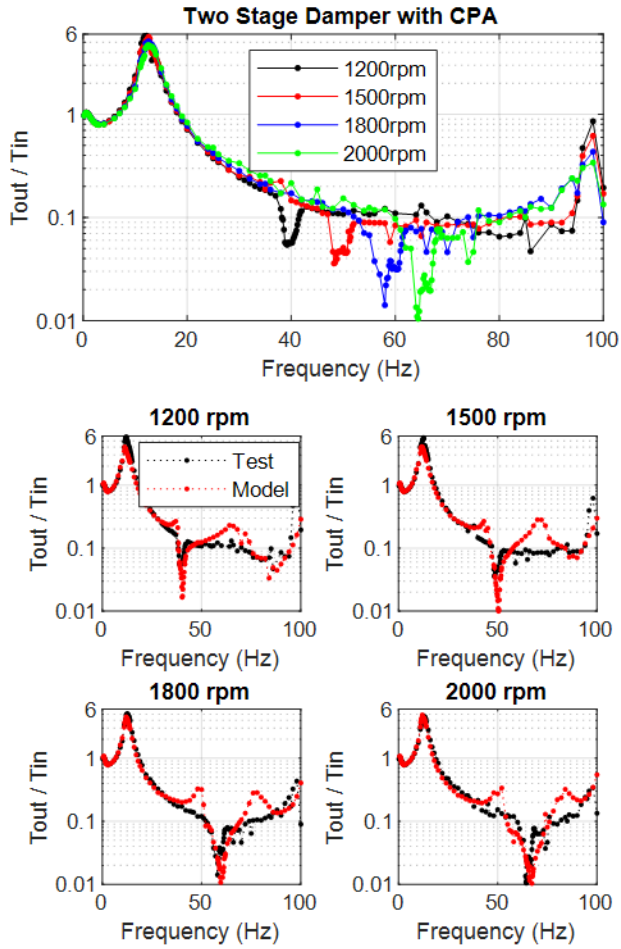 Two Stage Damper with CPA
6
1
0.1
0.01
Tout / Tin
1200rpm
1500rpm
1800rpm
2000rpm
0 20 40 60 80 100
Frequency (Hz)
1200 rpm
6
1
0.1
0.01
Tout / Tin
Test
Model
0 50 100
Frequency (Hz)
1500 rpm
6
1
0.1
0.01
Tout / Tin
0 50 100
Frequency (Hz)
1800 rpm
6
1
0.1
0.01
Tout / Tin
0 50 100
Frequency (Hz)
2000 rpm
6
1
0.1
0.01
Tout / Tin
0 50 100
Frequency (Hz)